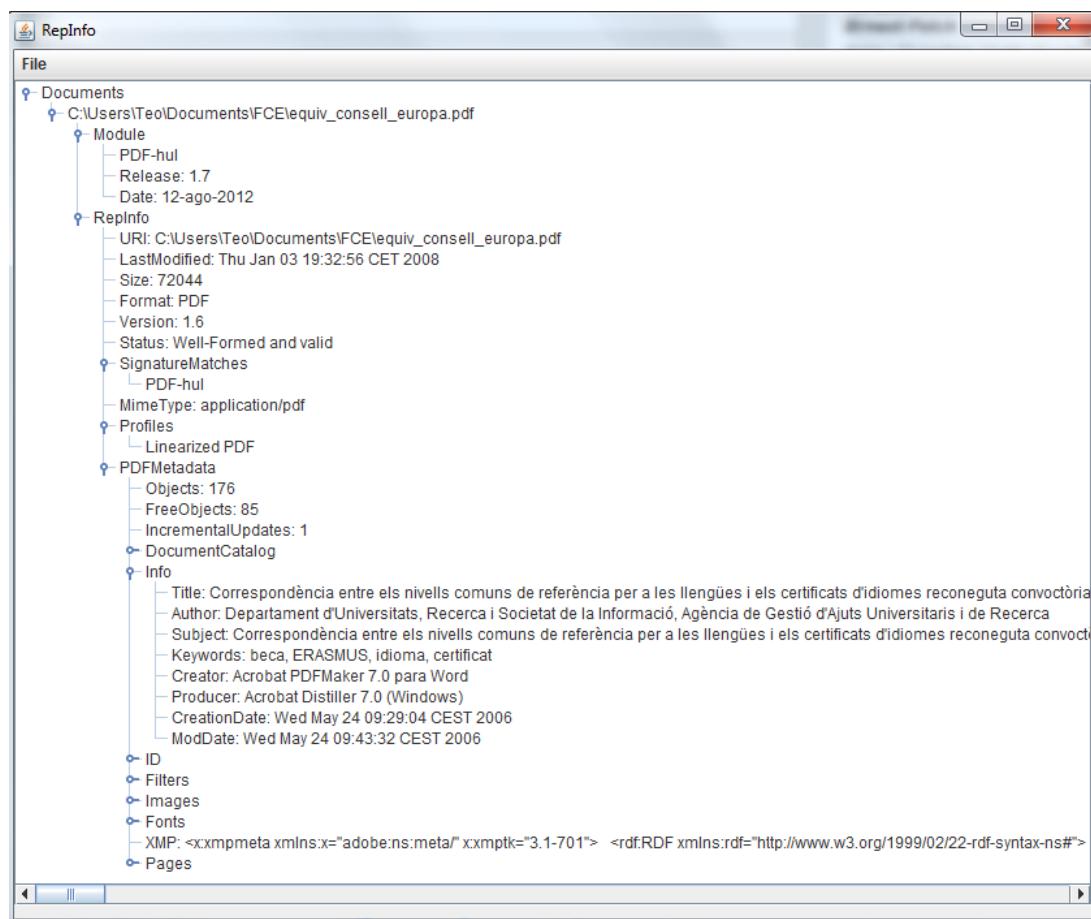 RepInfo
File
Documents
C:\Users\Teo\Documents\FCE\equiv_consell_europa.pdf
Module
PDF-hul
Release: 1.7
Date: 12-ago-2012
RepInfo
URI: C:\Users\Teo\Documents\FCE\equiv_consell_europa.pdf
LastModified: Thu Jan 03 19:32:56 CET 2008
Size: 72044
Format: PDF
Version: 1.6
Status: Well-Formed and valid
SignatureMatches
PDF-hul
MimeType: application/pdf
Profiles
Linearized PDF
PDFMetadata
Objects: 176
FreeObjects: 85
IncrementalUpdates: 1
DocumentCatalog
Info
Title: Correspondència entre els nivells comuns de referència per a les llengües i els certificats d'idiomes reconeguta convoctòria
Author: Departament d'Universitats, Recerca i Societat de la Informació, Agència de Gestió d'Ajuts Universitaris i de Recerca
Subject: Correspondència entre els nivells comuns de referència per a les llengües i els certificats d'idiomes reconeguta convoct
Keywords: beca, ERASMUS, idioma, certificat
Creator: Acrobat PDFMaker 7.0 para Word
Producer: Acrobat Distiller 7.0 (Windows)
CreationDate: Wed May 24 09:29:04 CEST 2006
ModDate: Wed May 24 09:43:32 CEST 2006
ID
Filters
Images
Fonts
XMP: <x:xmpmeta xmlns:x="adobe:ns:meta/" x:xmptk="3.1-701"> <rdf:RDF xmlns:rdf="http://www.w3.org/1999/02/22-rdf-syntax-ns#">
Pages